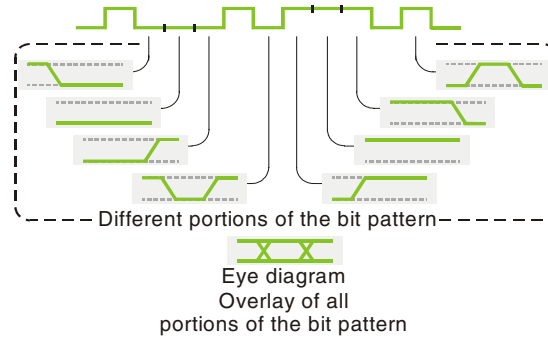 Different portions of the bit pattern
Eye diagram
Overlay of all
portions of the bit pattern